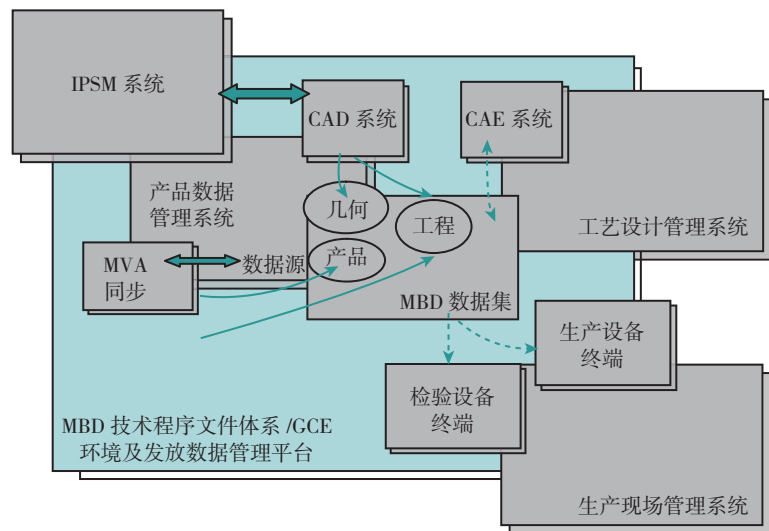 IPSM 系统
CAD 系统
CAE 系统
产品数据
管理系统
几何
工程
工艺设计管理系统
MVA
同步
数据源
产品
MBD 数据集
生产设备
终端
检验设备
终端
MBD 技术程序文件体系 /GCE
环境及发放数据管理平台
生产现场管理系统